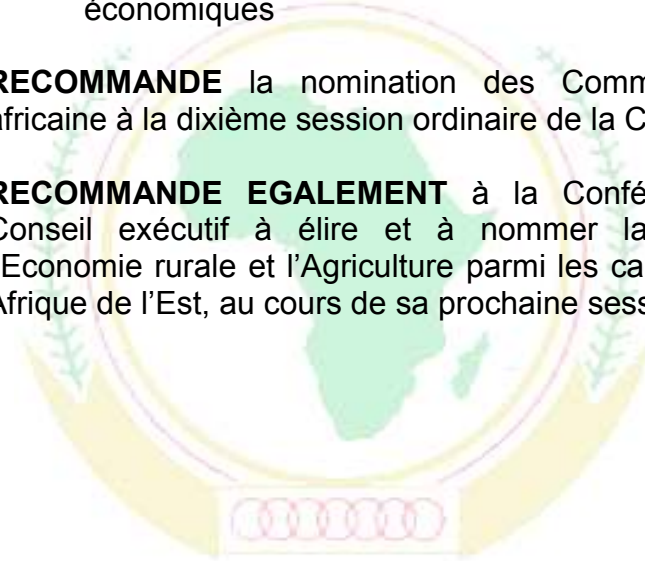 économiques
RECOMMANDE la nomination des Comm
africaine à la dixième session ordinaire de la C
RECOMMANDE EGALEMENT à la Confé
Conseil exécutif à élire et à nommer la
Economie rurale et l'Agriculture parmi les ca
Afrique de l'Est, au cours de sa prochaine sess